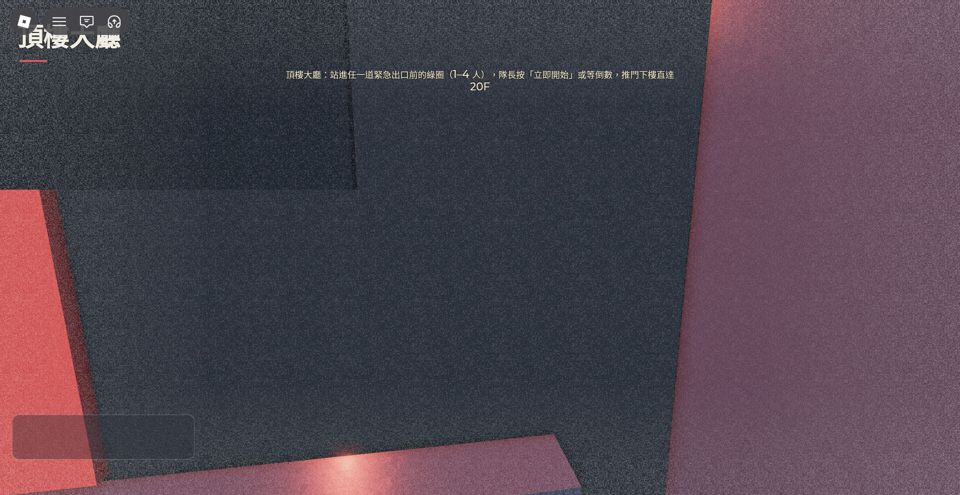 頂樓大廳
頂樓大廳：站進任一道緊急出口前的綠圈（1–4 人），隊長按「立即開始」或等倒數，推門下樓直達
20F